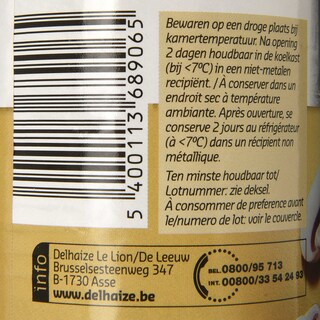 Bewaren op een droge plaats bij
kamertemperatuur. Na opening
2 dagen houdbaar in de koelkast
(bij <7°C) in een niet-metalen
recipiënt. / À conserver dans un
endroit sec à température
ambiante. Après ouverture, se
conserve 2 jours au réfrigérateur
(à <7°C) dans un récipient non
métallique.
Ten minste houdbaar tot/
Lotnummer: zie deksel.
À consommer de préférence avant
le/numero de lot: voir le couvercle.
5 400113 689065
info
Delhaize Le Lion/De Leeuw
Brusselsesteenweg 347
B-1730 Asse
www.delhaize.be
BEL. 0800/95 713
INT. 00800/33 54 24 93